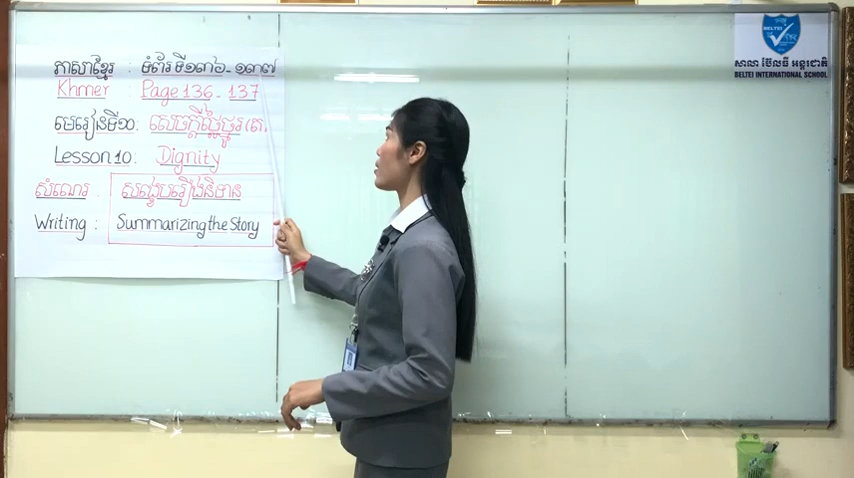 ភាសាខ្មែរ : ទំព័រទី១៣៦-១៣៧
Khmer : Page 136 - 137
មេរៀនទី១០: សេចក្ដីថ្លៃថ្នូរ(ត)
Lesson 10: Dignity
សំណេរ : សង្ខេបរឿងនិទាន
Writing : Summarizing the Story
BELTEI
សាលា ប៊ែលធី អន្តរជាតិ
BELTEI INTERNATIONAL SCHOOL